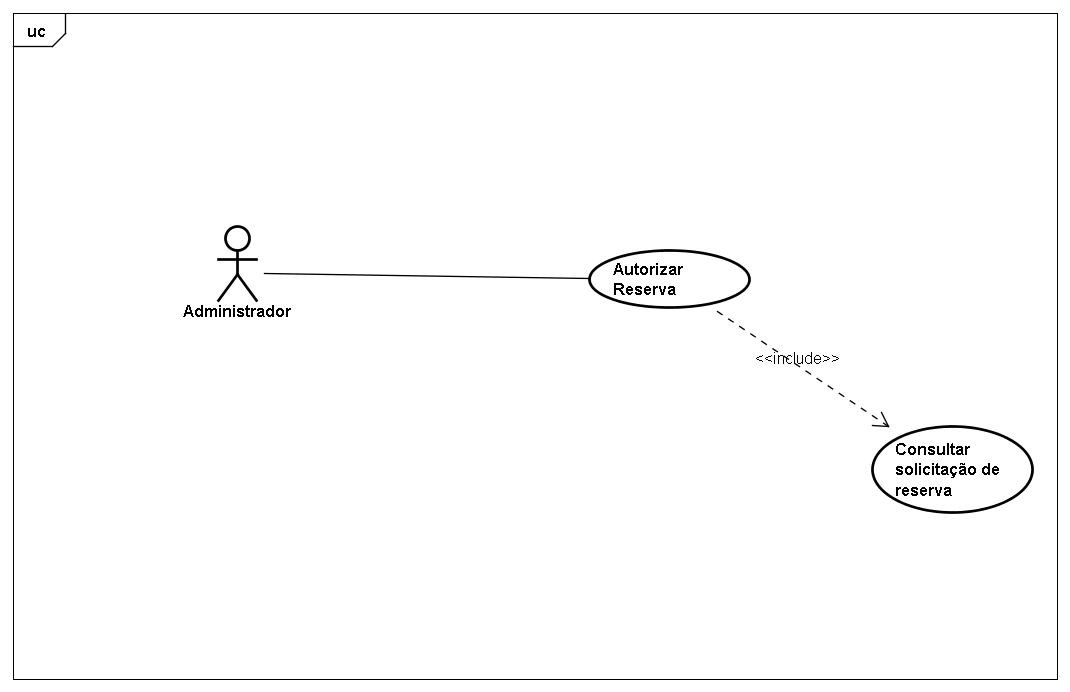 uc
Administrador
Autorizar
Reserva
<<include>>
Consultar
solicitação de
reserva